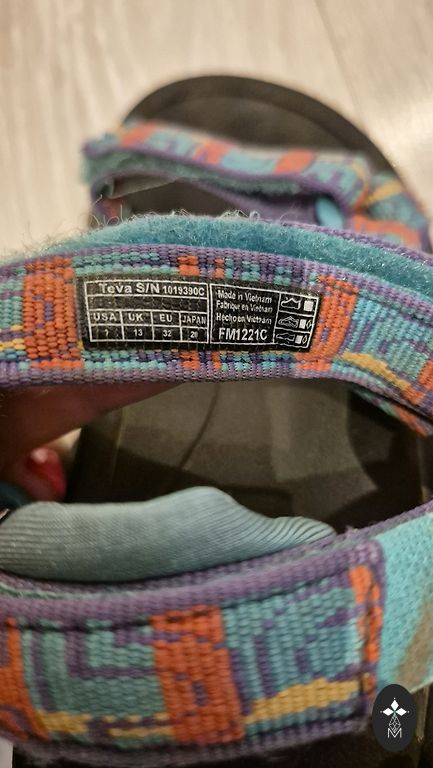 Teva S/N 1019390C
USA UK EU JAPAN
1 13 32 20
Made in Vietnam
Fabriqué en Vietnam
Hecho en Vietnam
FM1221C
M